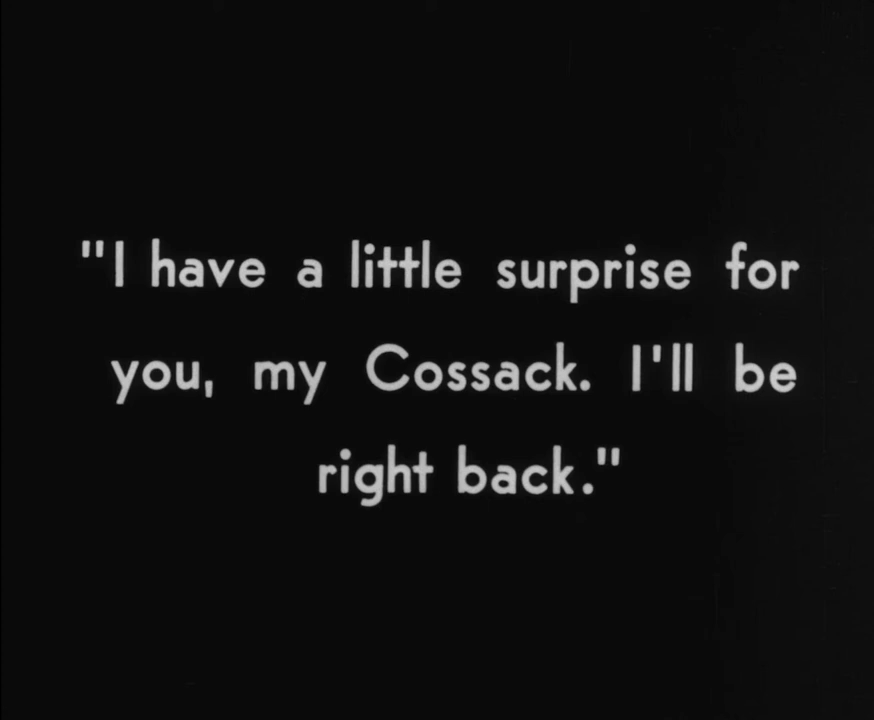 "I have a little surprise for
you, my Cossack. I'll be
right back."